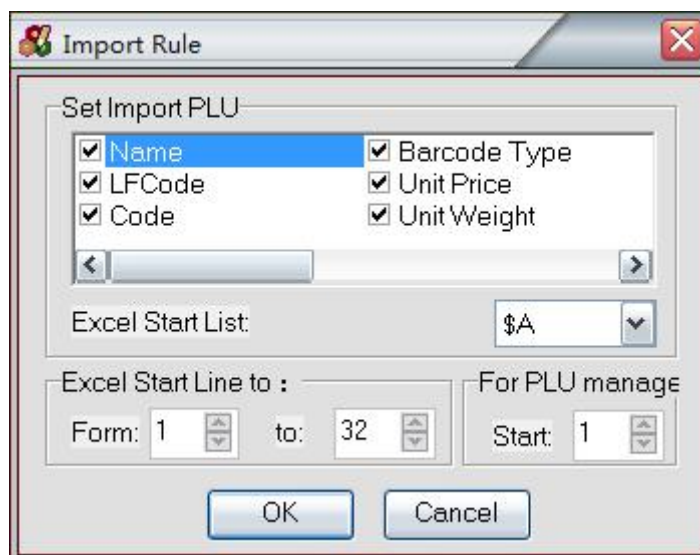 Import Rule
Set Import PLU
Name Barcode Type
LFCode Unit Price
Code Unit Weight
Excel Start List: $A
Excel Start Line to : For PLU manage
Form: 1 to: 32 Start: 1
OK Cancel